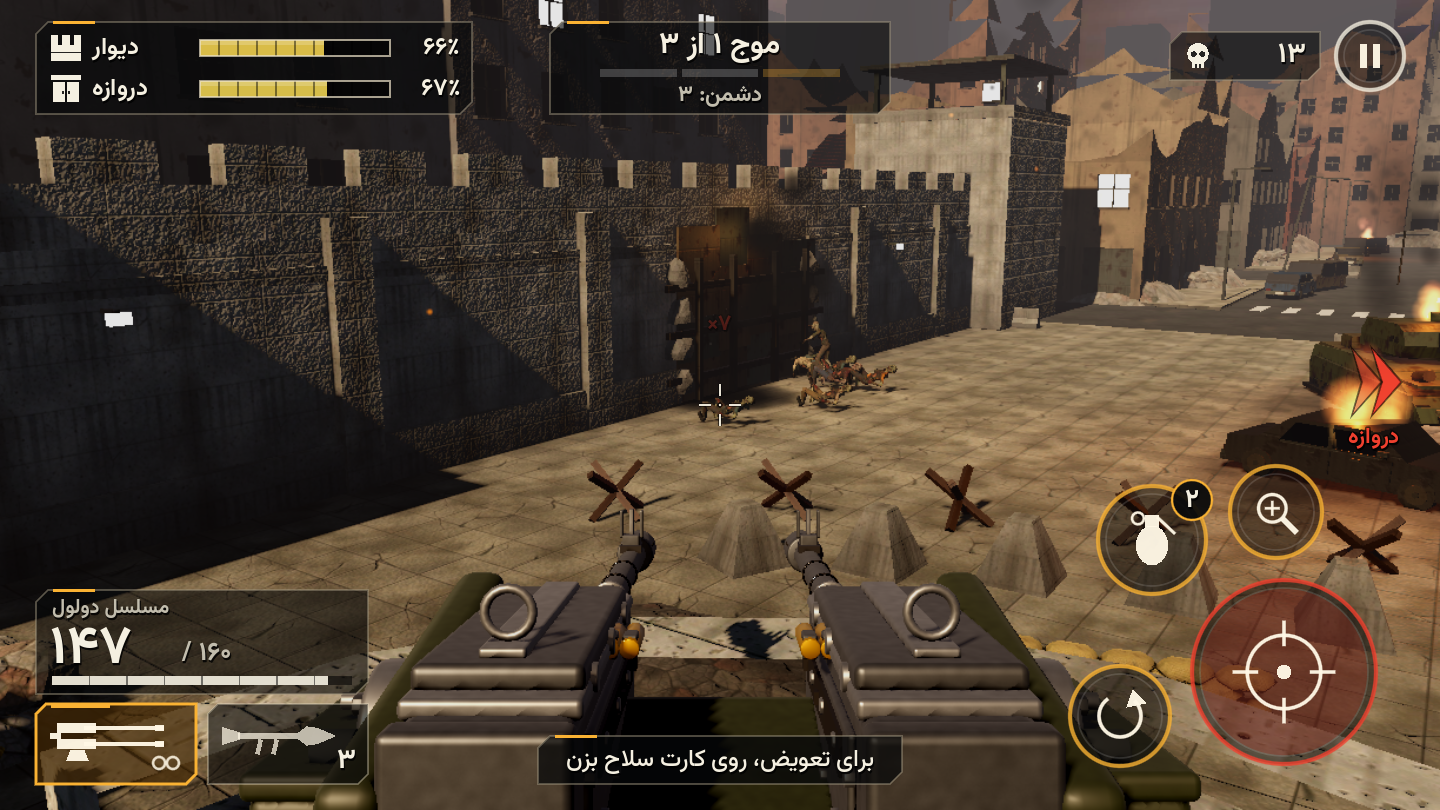 دیوار ۶۶٪
دروازه ۶۷٪
موج ۱ از ۳
دشمن: ۳
۱۳
×۷
دروازه
۲
مسلسل دولول
۱۴۷ / ۱۶۰
∞
۳
برای تعویض، روی کارت سلاح بزن